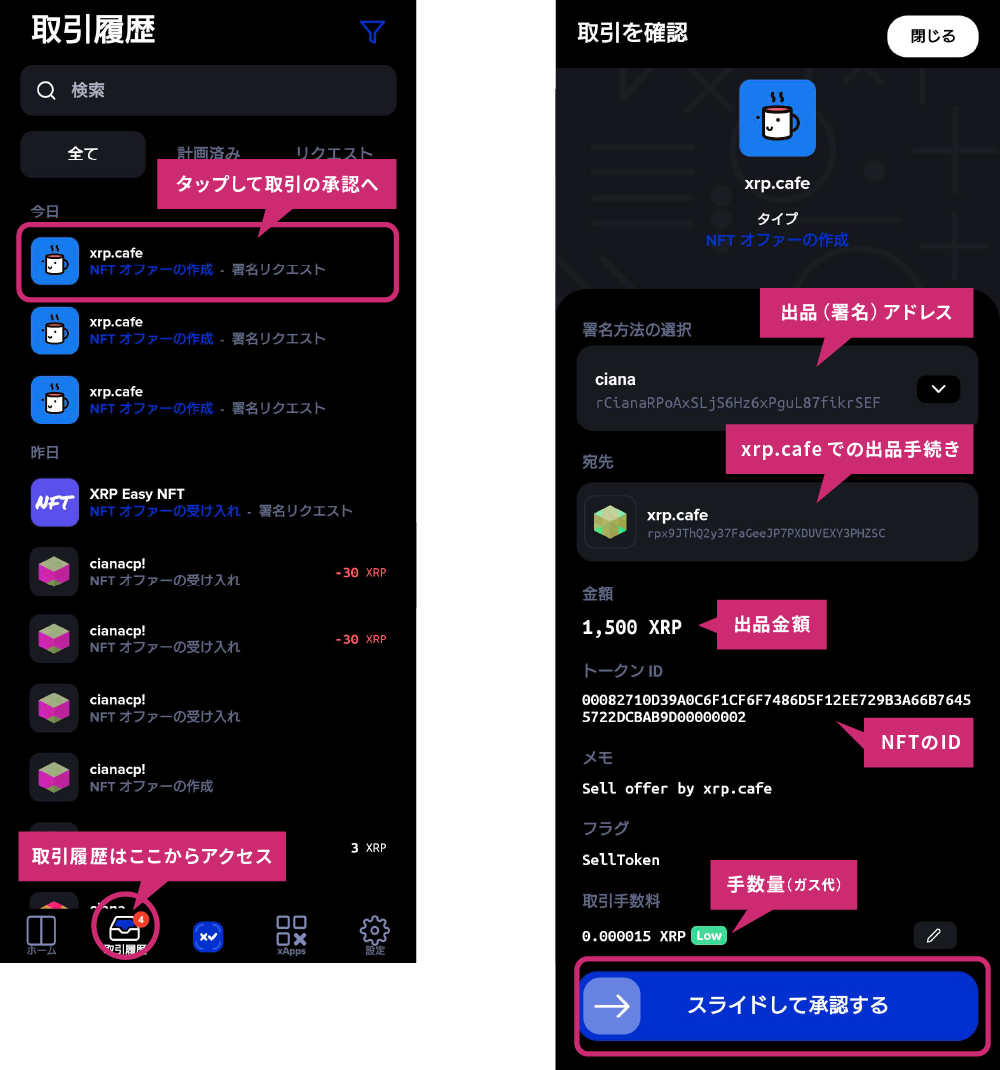 取引履歴
検索
全て
計画済み
リクエスト
タップして取引の承認へ
今日
xrp.cafe
NFT オファーの作成 - 署名リクエスト
xrp.cafe
NFT オファーの作成 - 署名リクエスト
xrp.cafe
NFT オファーの作成 - 署名リクエスト
昨日
NFT
XRP Easy NFT
NFT オファーの受け入れ - 署名リクエスト
cianacp!
NFT オファーの受け入れ
-30 XRP
cianacp!
NFT オファーの受け入れ
-30 XRP
cianacp!
NFT オファーの受け入れ
cianacp!
NFT オファーの作成
3 XRP
取引履歴はここからアクセス
4
ホーム
取引履歴
xApps
設定
取引を確認
閉じる
xrp.cafe
タイプ
NFT オファーの作成
出品（署名）アドレス
署名方法の選択
ciana
rCianaRPoAxSLjS6Hz6xPguL87fikrSEF
xrp.cafe での出品手続き
宛先
xrp.cafe
rpx9JThQ2y37FaGeeJP7PXDUVEXY3PHZSC
金額
1,500 XRP
出品金額
トークン ID
00082710D39A0C6F1CF6F7486D5F12EE729B3A66B7645
5722DCBAB9D00000002
NFTのID
メモ
Sell offer by xrp.cafe
フラグ
SellToken
手数量（ガス代）
取引手数料
0.000015 XRP Low
スライドして承認する